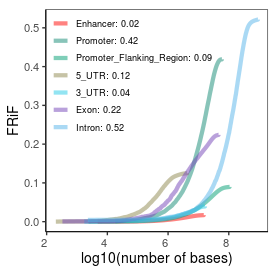 Enhancer: 0.02
Promoter: 0.42
Promoter_Flanking_Region: 0.09
5_UTR: 0.12
3_UTR: 0.04
Exon: 0.22
Intron: 0.52
FRiF
0.5
0.4
0.3
0.2
0.1
0.0
2 4 6 8
log10(number of bases)